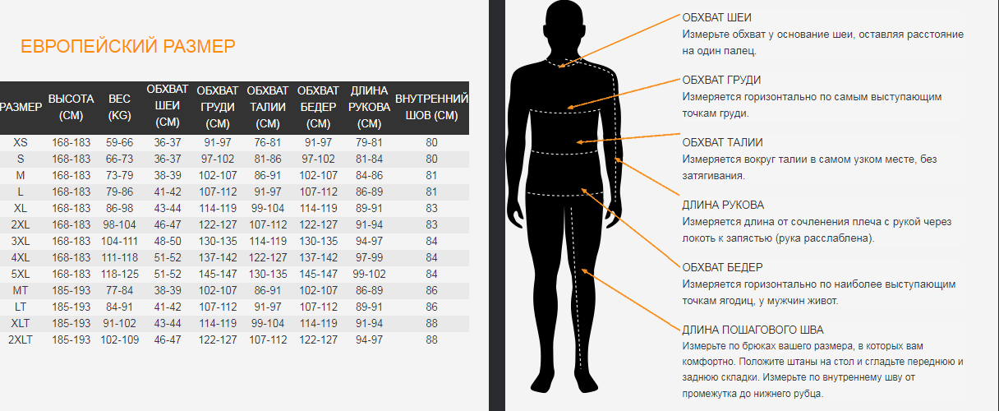 ЕВРОПЕЙСКИЙ РАЗМЕР
РАЗМЕР ВЫСОТА (СМ) ВЕС (KG) ОБХВАТ ШЕИ (СМ) ОБХВАТ ГРУДИ (СМ) ОБХВАТ ТАЛИИ (СМ) ОБХВАТ БЕДЕР (СМ) ДЛИНА РУКОВА (СМ) ВНУТРЕННИЙ ШОВ (СМ)
XS 168-183 59-66 36-37 91-97 76-81 91-97 79-81 80
S 168-183 66-73 36-37 97-102 81-86 97-102 81-84 80
M 168-183 73-79 38-39 102-107 86-91 102-107 84-86 81
L 168-183 79-86 41-42 107-112 91-97 107-112 86-89 81
XL 168-183 86-98 43-44 114-119 99-104 114-119 89-91 83
2XL 168-183 98-104 46-47 122-127 107-112 122-127 91-94 83
3XL 168-183 104-111 48-50 130-135 114-119 130-135 94-97 84
4XL 168-183 111-118 51-52 137-142 122-127 137-142 97-99 84
5XL 168-183 118-125 51-52 145-147 130-135 145-147 99-102 84
MT 185-193 77-84 38-39 102-107 86-91 102-107 86-89 86
LT 185-193 84-91 41-42 107-112 91-97 107-112 89-91 86
XLT 185-193 91-102 43-44 114-119 99-104 114-119 91-94 88
2XLT 185-193 102-109 46-47 122-127 107-112 122-127 94-97 88
ОБХВАТ ШЕИ
Измерьте обхват у основание шеи, оставляя расстояние
на один палец.
ОБХВАТ ГРУДИ
Измеряется горизонтально по самым выступающим
точкам груди.
ОБХВАТ ТАЛИИ
Измеряется вокруг талии в самом узком месте, без
затягивания.
ДЛИНА РУКОВА
Измеряется длина от сочленения плеча с рукой через
локоть к запястью (рука расслаблена).
ОБХВАТ БЕДЕР
Измеряется горизонтально по наиболее выступающим
точкам ягодиц, у мужчин живот.
ДЛИНА ПОШАГОВОГО ШВА
Измерьте по брюках вашего размера, в которых вам
комфортно. Положите штаны на стол и сгладьте переднюю и
заднюю складки. Измерьте по внутреннему шву от
промежутка до нижнего рубца.